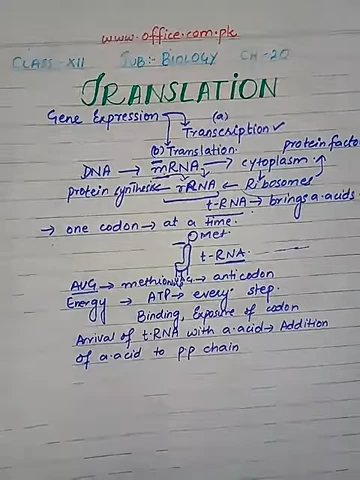 www.office.com.pk
CLASS-XII SUB:- BIOLOGY CH-20
TRANSLATION
Gene Expression (a)
Transcription ✓
(b) Translation. protein factory
DNA → mRNA → cytoplasm
protein synthesis ← rRNA ← Ribosomes
t-RNA → brings a.acids
→ one codon → at a time.
Met
t-RNA
AUG → methionine → anticodon
Energy → ATP → every step.
Binding, Exposure of codon
Arrival of t.RNA with a.acid → Addition
of a.acid to p.p chain